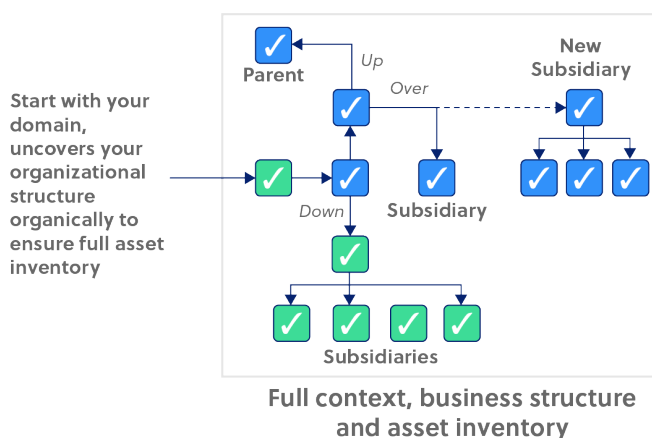 Up
Parent
Over
New
Subsidiary
Start with your
domain,
uncovers your
organizational
structure
organically to
ensure full asset
inventory
Subsidiary
Down
Subsidiaries
Full context, business structure
and asset inventory